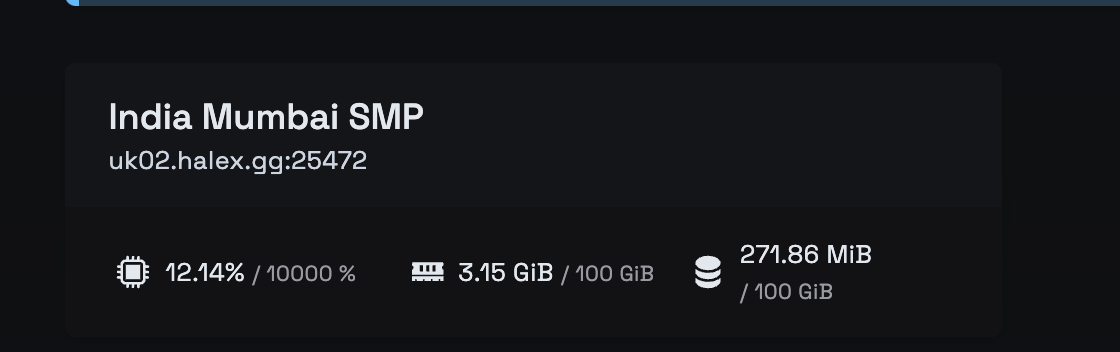 India Mumbai SMP
uk02.halex.gg:25472
12.14% / 10000 %
3.15 GiB / 100 GiB
271.86 MiB
/ 100 GiB